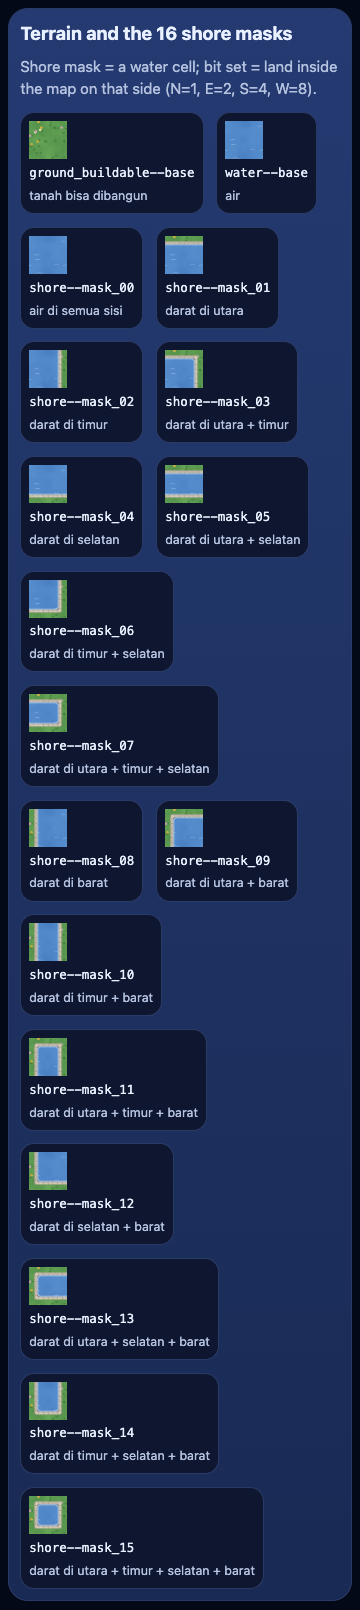 Terrain and the 16 shore masks
Shore mask = a water cell; bit set = land inside
the map on that side (N=1, E=2, S=4, W=8).
ground_buildable--base
tanah bisa dibangun
water--base
air
shore--mask_00
air di semua sisi
shore--mask_01
darat di utara
shore--mask_02
darat di timur
shore--mask_03
darat di utara + timur
shore--mask_04
darat di selatan
shore--mask_05
darat di utara + selatan
shore--mask_06
darat di timur + selatan
shore--mask_07
darat di utara + timur + selatan
shore--mask_08
darat di barat
shore--mask_09
darat di utara + barat
shore--mask_10
darat di timur + barat
shore--mask_11
darat di utara + timur + barat
shore--mask_12
darat di selatan + barat
shore--mask_13
darat di utara + selatan + barat
shore--mask_14
darat di timur + selatan + barat
shore--mask_15
darat di utara + timur + selatan + barat